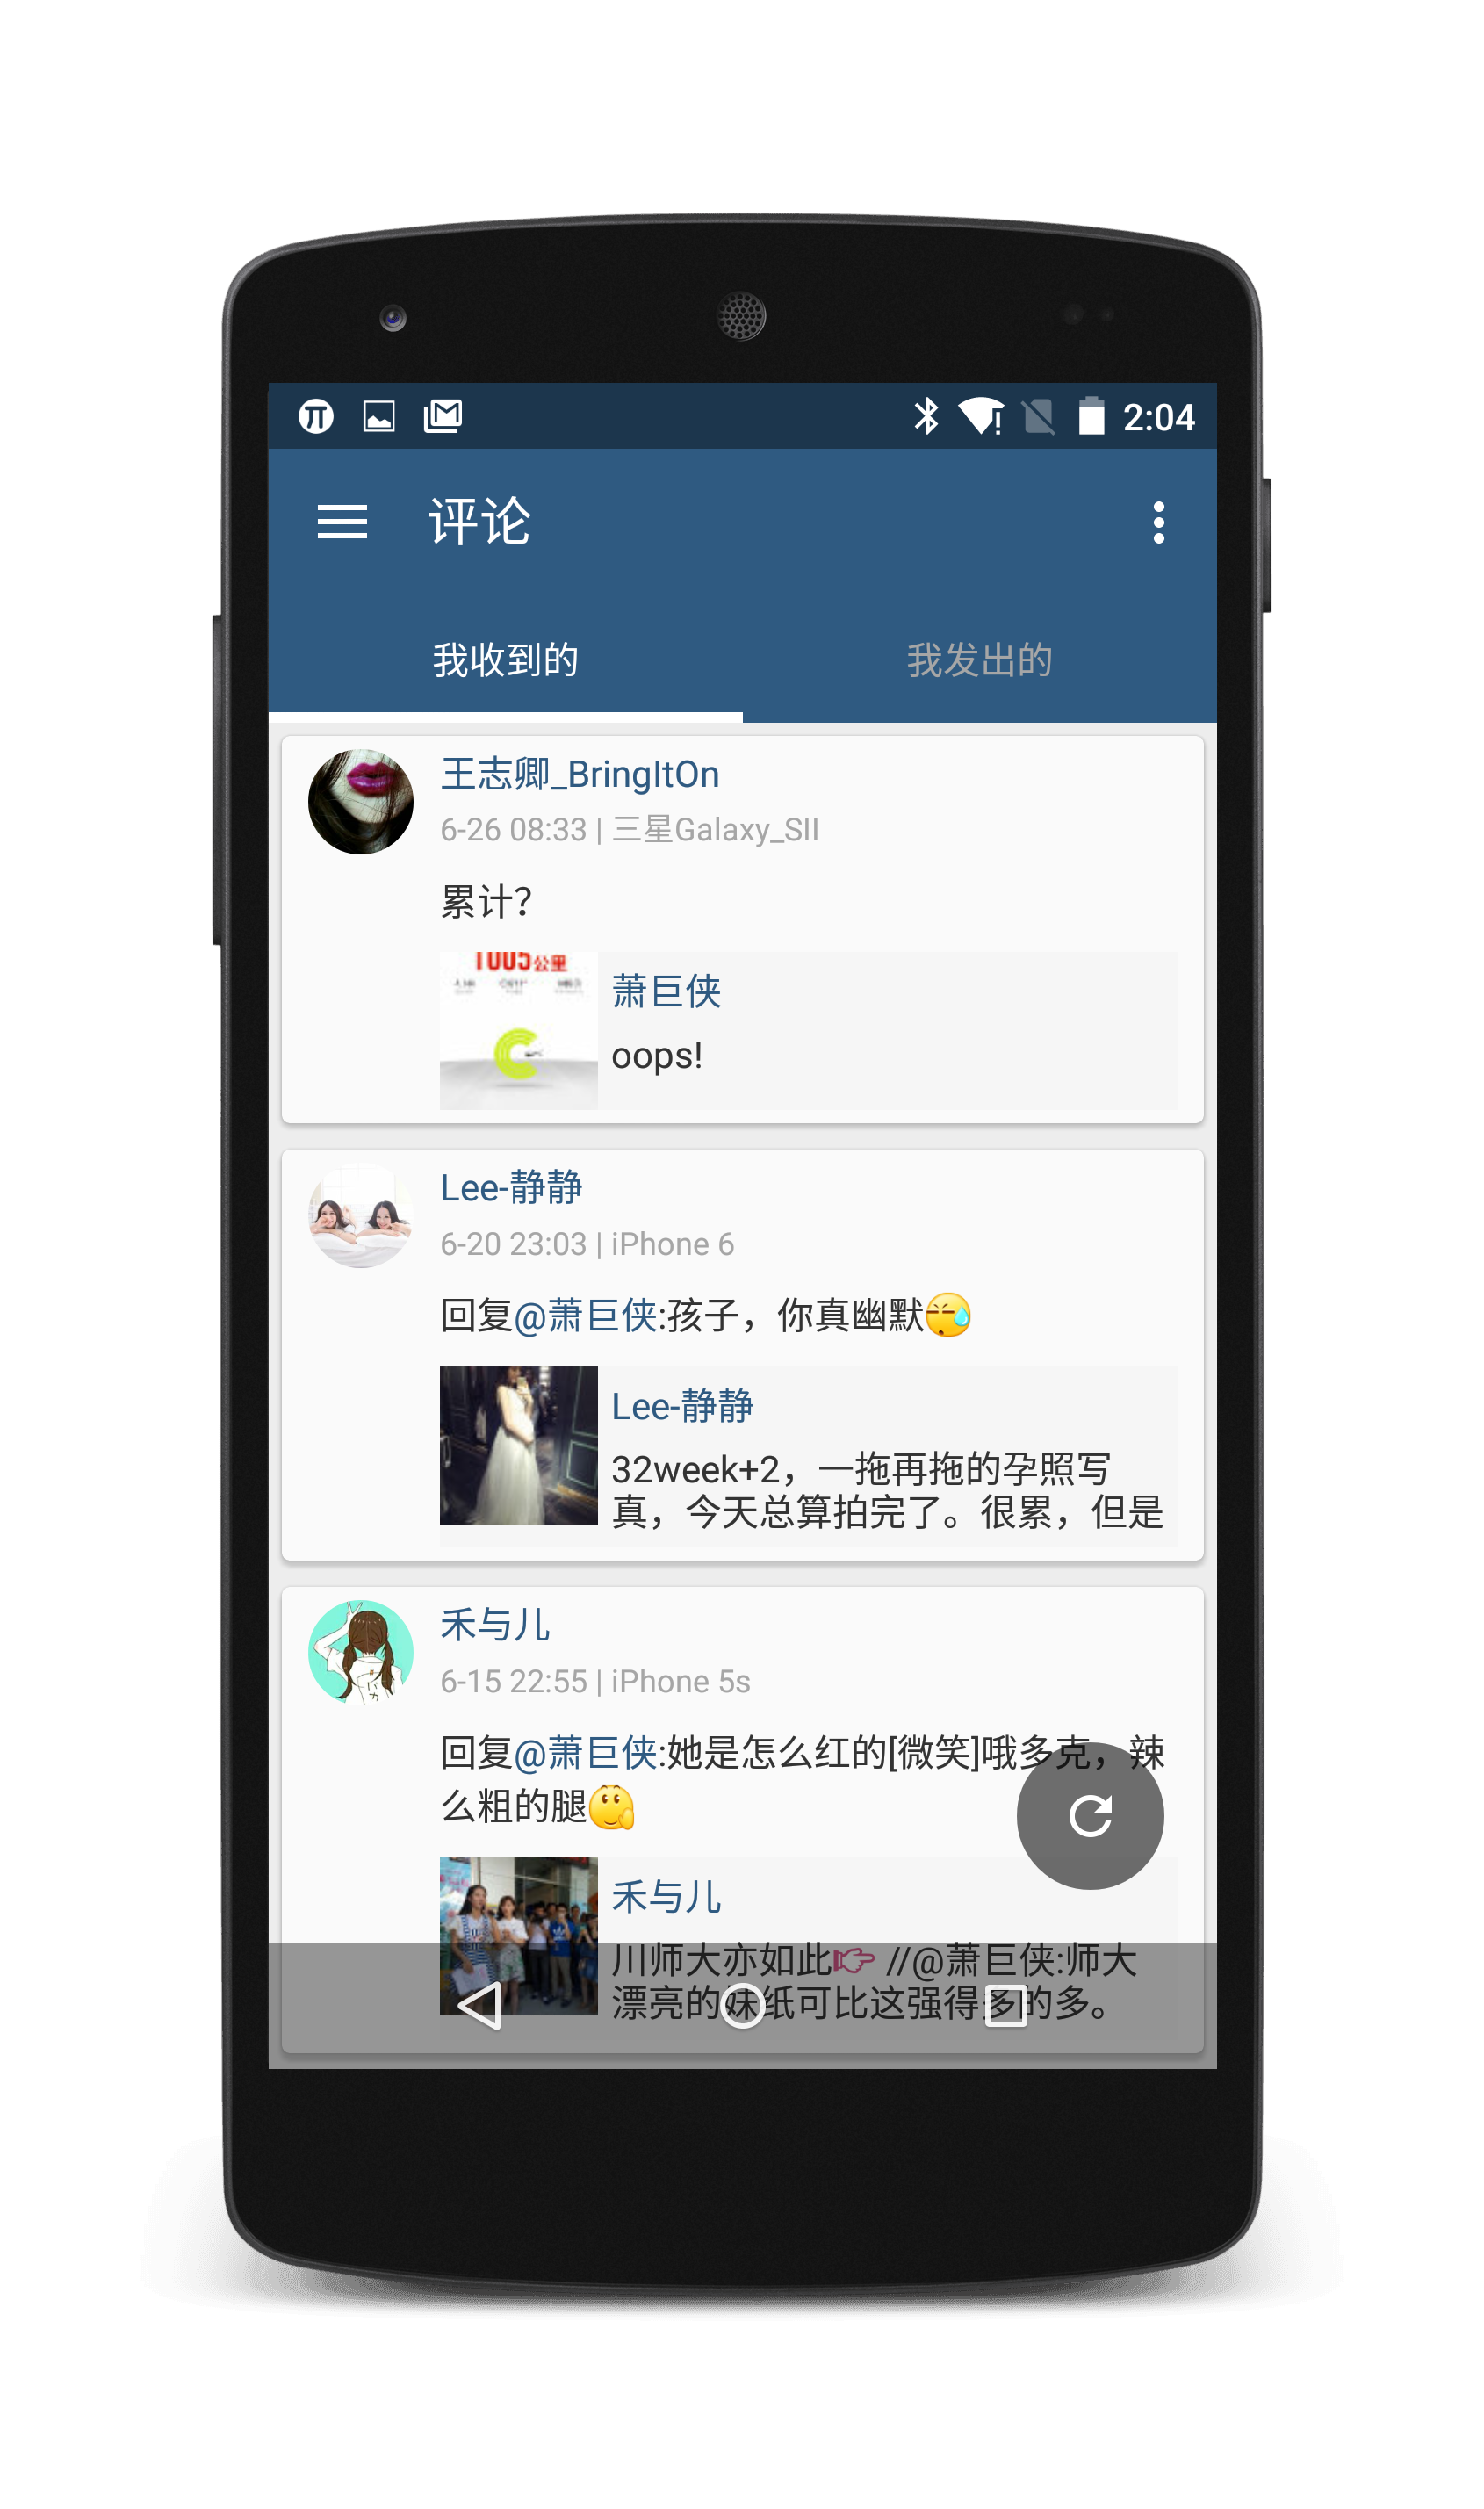 2:04
评论
我收到的
我发出的
王志卿_BringItOn
6-26 08:33 | 三星Galaxy_SII
累计？
1005公里
萧巨侠
oops!
Lee-静静
6-20 23:03 | iPhone 6
回复@萧巨侠:孩子，你真幽默
Lee-静静
32week+2，一拖再拖的孕照写
真，今天总算拍完了。很累，但是
禾与儿
6-15 22:55 | iPhone 5s
回复@萧巨侠:她是怎么红的[微笑]哦多克，辣
么粗的腿
禾与儿
川师大亦如此 //@萧巨侠:师大
漂亮的妹纸可比这强得多的多。